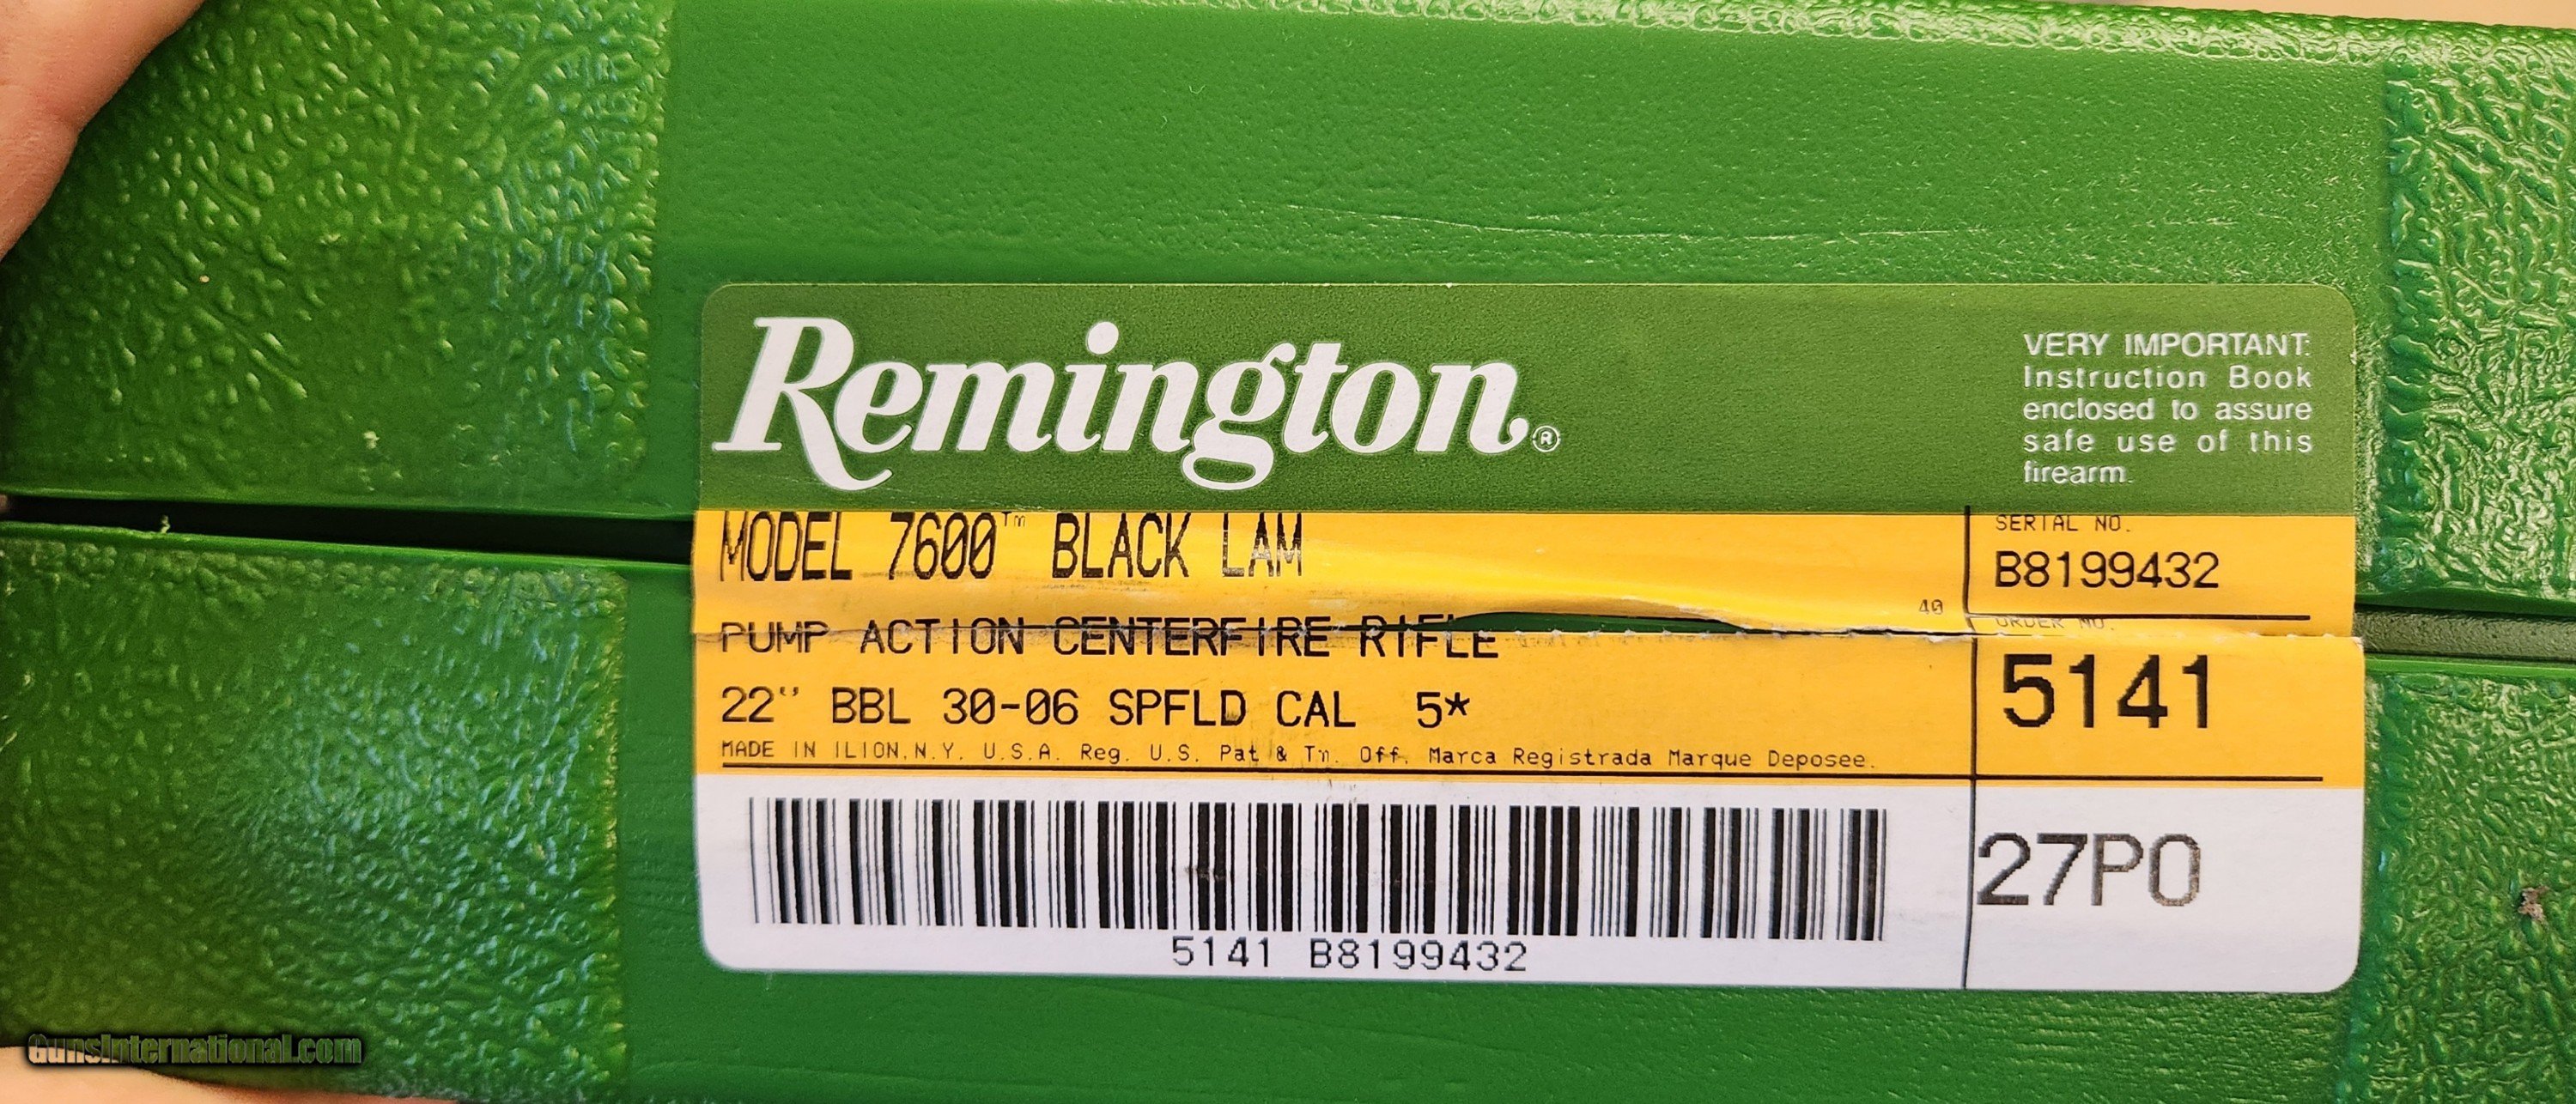 Remington®
VERY IMPORTANT:
Instruction Book
enclosed to assure
safe use of this
firearm.
MODEL 7600™ BLACK LAM
SERIAL NO.
B8199432
40
PUMP ACTION CENTERFIRE RIFLE
ORDER NO.
5141
22" BBL 30-06 SPFLD CAL 5*
MADE IN ILION,N.Y. U.S.A. Reg. U.S. Pat & Tm. Off. Marca Registrada Marque Deposee.
27P0
5141 B8199432
GunsInternational.com